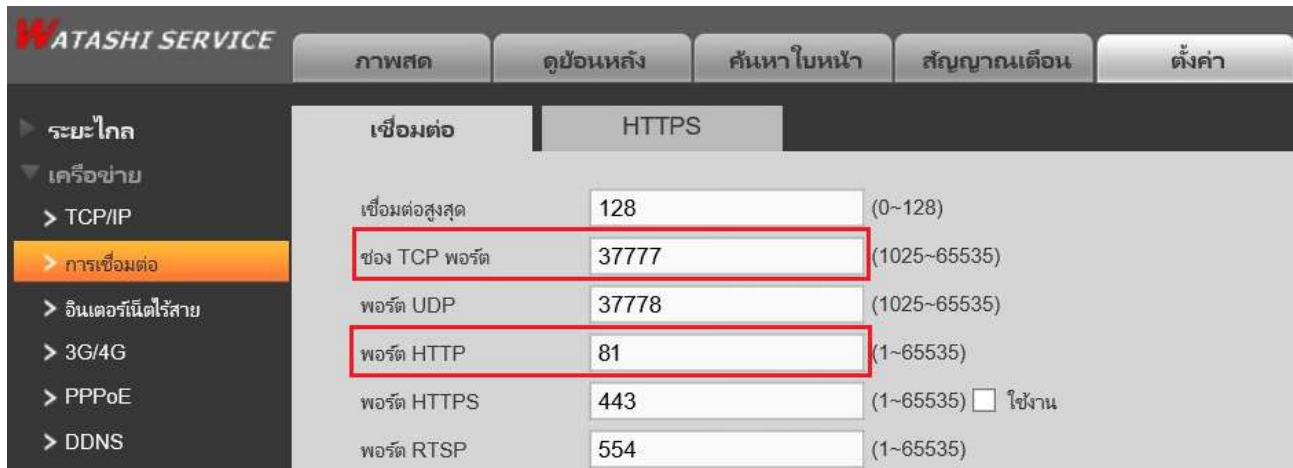 WATASHI SERVICE
ภาพสด ดูย้อนหลัง ค้นหาใบหน้า สัญญาณเตือน ตั้งค่า
ระยะไกล
เครือข่าย
> TCP/IP
> การเชื่อมต่อ
> อินเตอร์เน็ตไร้สาย
> 3G/4G
> PPPoE
> DDNS
เชื่อมต่อ HTTPS
เชื่อมต่อสูงสุด 128 (0~128)
ช่อง TCP พอร์ต 37777 (1025~65535)
พอร์ต UDP 37778 (1025~65535)
พอร์ต HTTP 81 (1~65535)
พอร์ต HTTPS 443 (1~65535) ใช้งาน
พอร์ต RTSP 554 (1~65535)